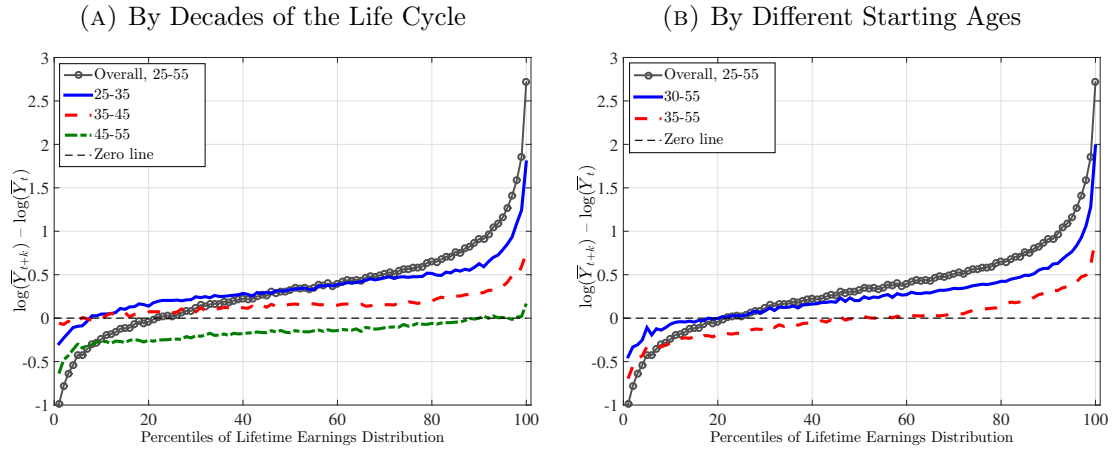 (A) By Decades of the Life Cycle
3
2.5
2
1.5
1
0.5
0
-0.5
-1
log(Y̅ₜ₊ₖ) − log(Y̅ₜ)
Overall, 25-55
25-35
35-45
45-55
Zero line
0 20 40 60 80 100
Percentiles of Lifetime Earnings Distribution
(B) By Different Starting Ages
3
2.5
2
1.5
1
0.5
0
-0.5
-1
log(Y̅ₜ₊ₖ) − log(Y̅ₜ)
Overall, 25-55
30-55
35-55
Zero line
0 20 40 60 80 100
Percentiles of Lifetime Earnings Distribution